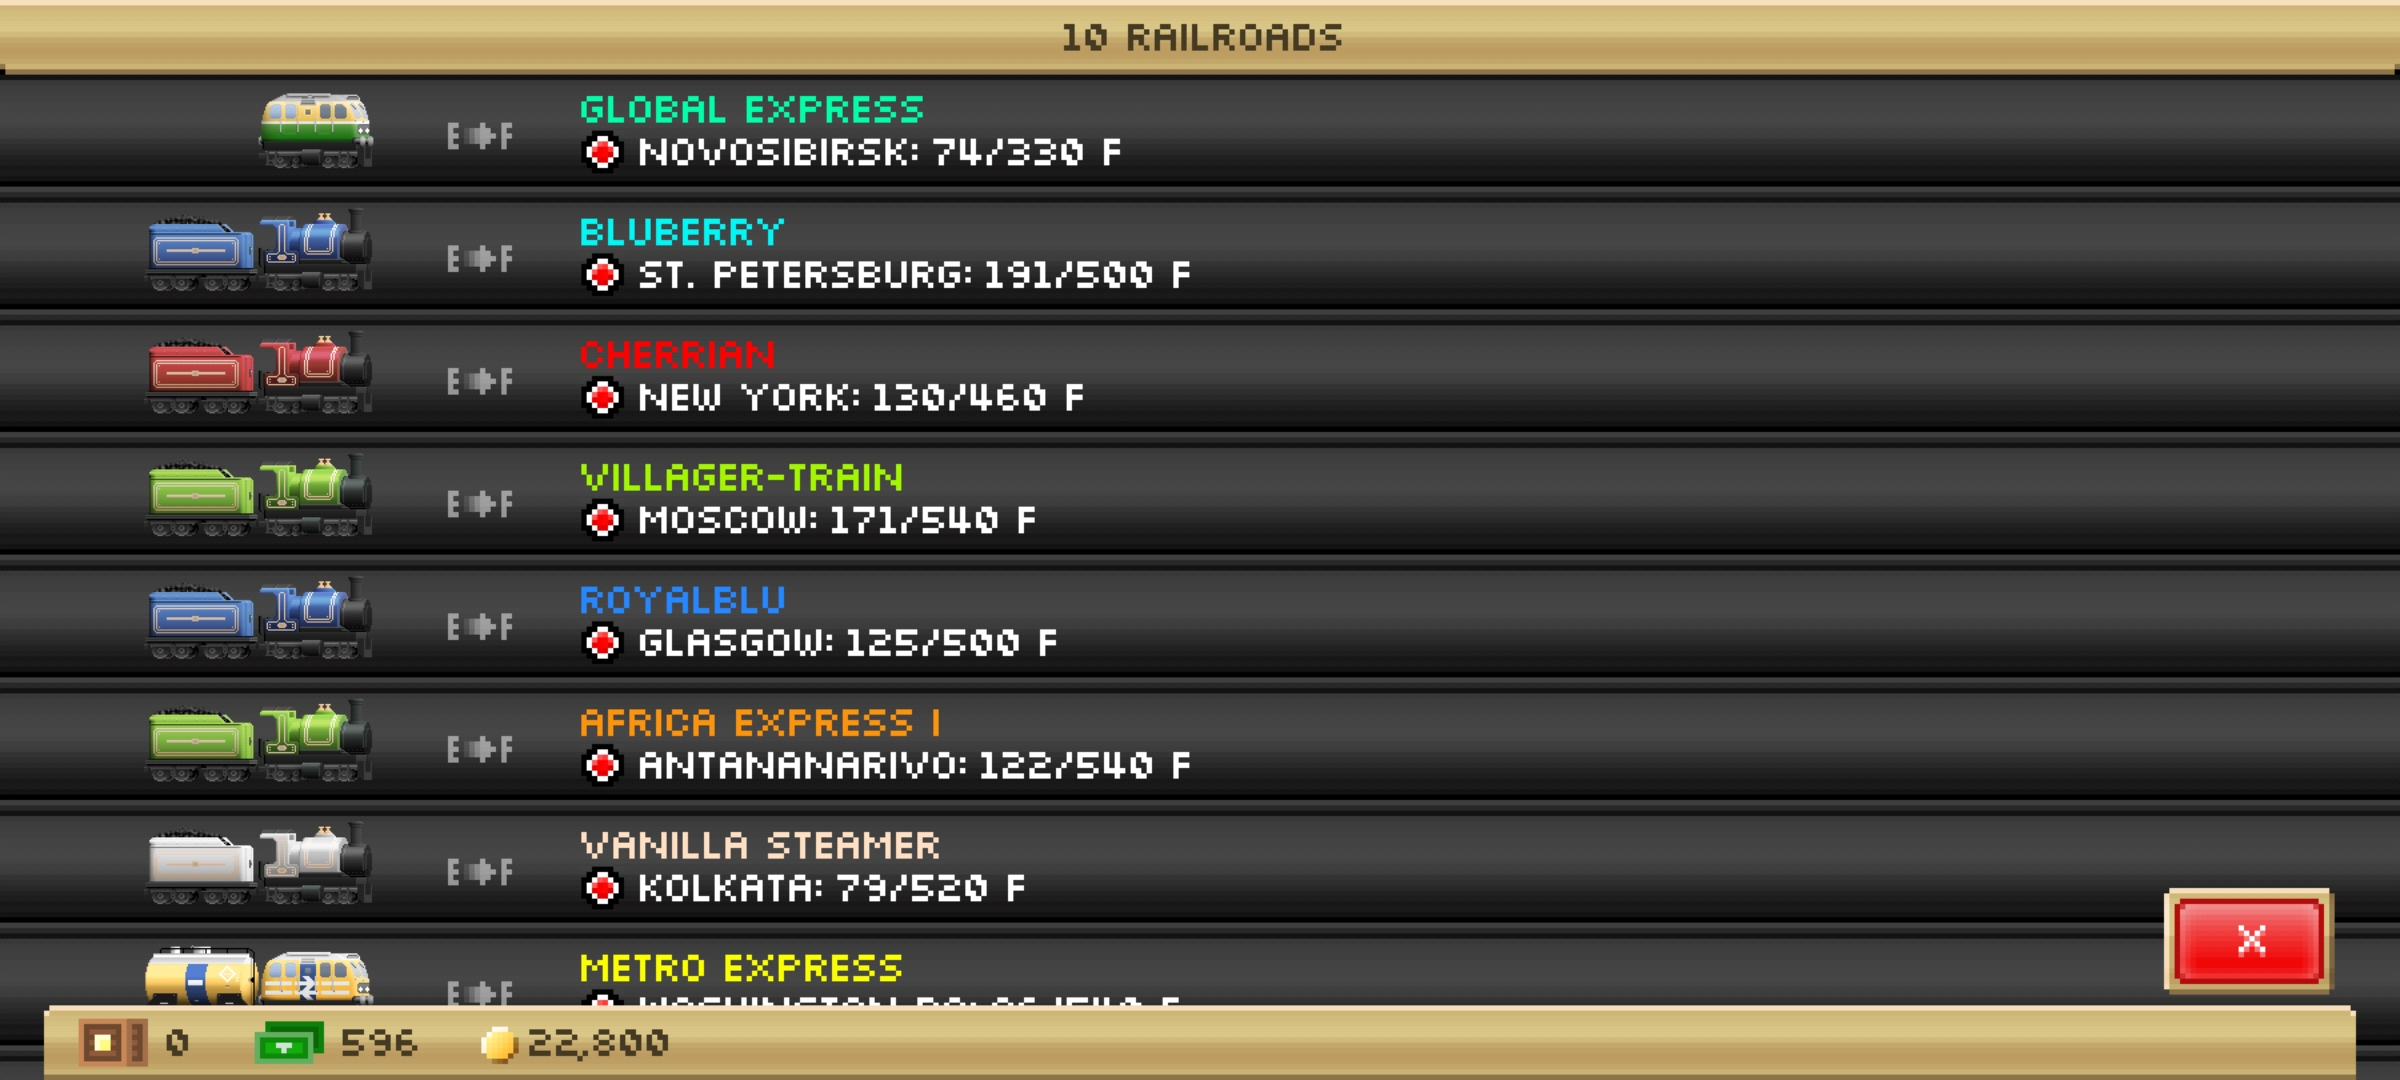 10 RAILROADS
E F
GLOBAL EXPRESS
NOVOSIBIRSK: 74/330 F
E F
BLUBERRY
ST. PETERSBURG: 191/500 F
E F
CHERRIAN
NEW YORK: 130/460 F
E F
VILLAGER-TRAIN
MOSCOW: 171/540 F
E F
ROYALBLU
GLASGOW: 125/500 F
E F
AFRICA EXPRESS I
ANTANANARIVO: 122/540 F
E F
VANILLA STEAMER
KOLKATA: 79/520 F
E F
METRO EXPRESS
X
0 596 22,800